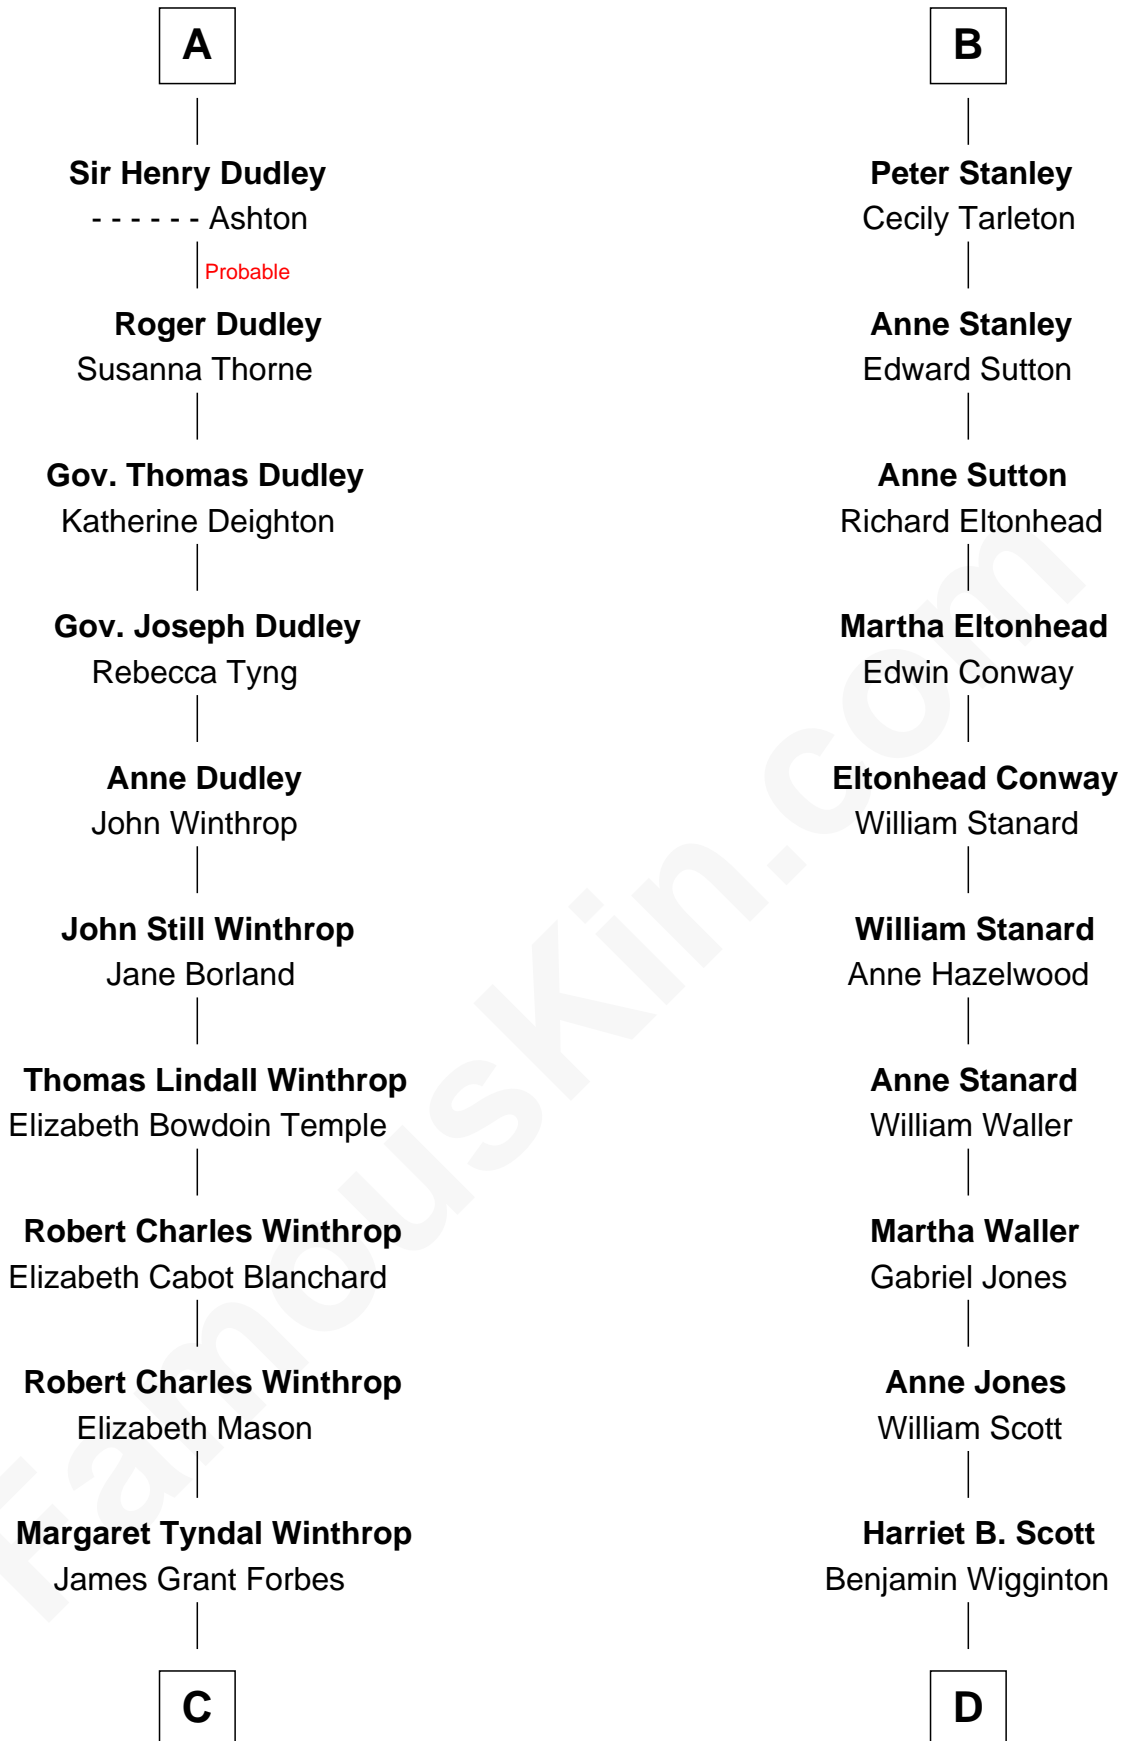 A
Sir Henry Dudley
- - - - - - Ashton
Probable
Roger Dudley
Susanna Thorne
Gov. Thomas Dudley
Katherine Deighton
Gov. Joseph Dudley
Rebecca Tyng
Anne Dudley
John Winthrop
John Still Winthrop
Jane Borland
Thomas Lindall Winthrop
Elizabeth Bowdoin Temple
Robert Charles Winthrop
Elizabeth Cabot Blanchard
Robert Charles Winthrop
Elizabeth Mason
Margaret Tyndal Winthrop
James Grant Forbes
C
B
Peter Stanley
Cecily Tarleton
Anne Stanley
Edward Sutton
Anne Sutton
Richard Eltonhead
Martha Eltonhead
Edwin Conway
Eltonhead Conway
William Stanard
William Stanard
Anne Hazelwood
Anne Stanard
William Waller
Martha Waller
Gabriel Jones
Anne Jones
William Scott
Harriet B. Scott
Benjamin Wigginton
D
FamousKin.com